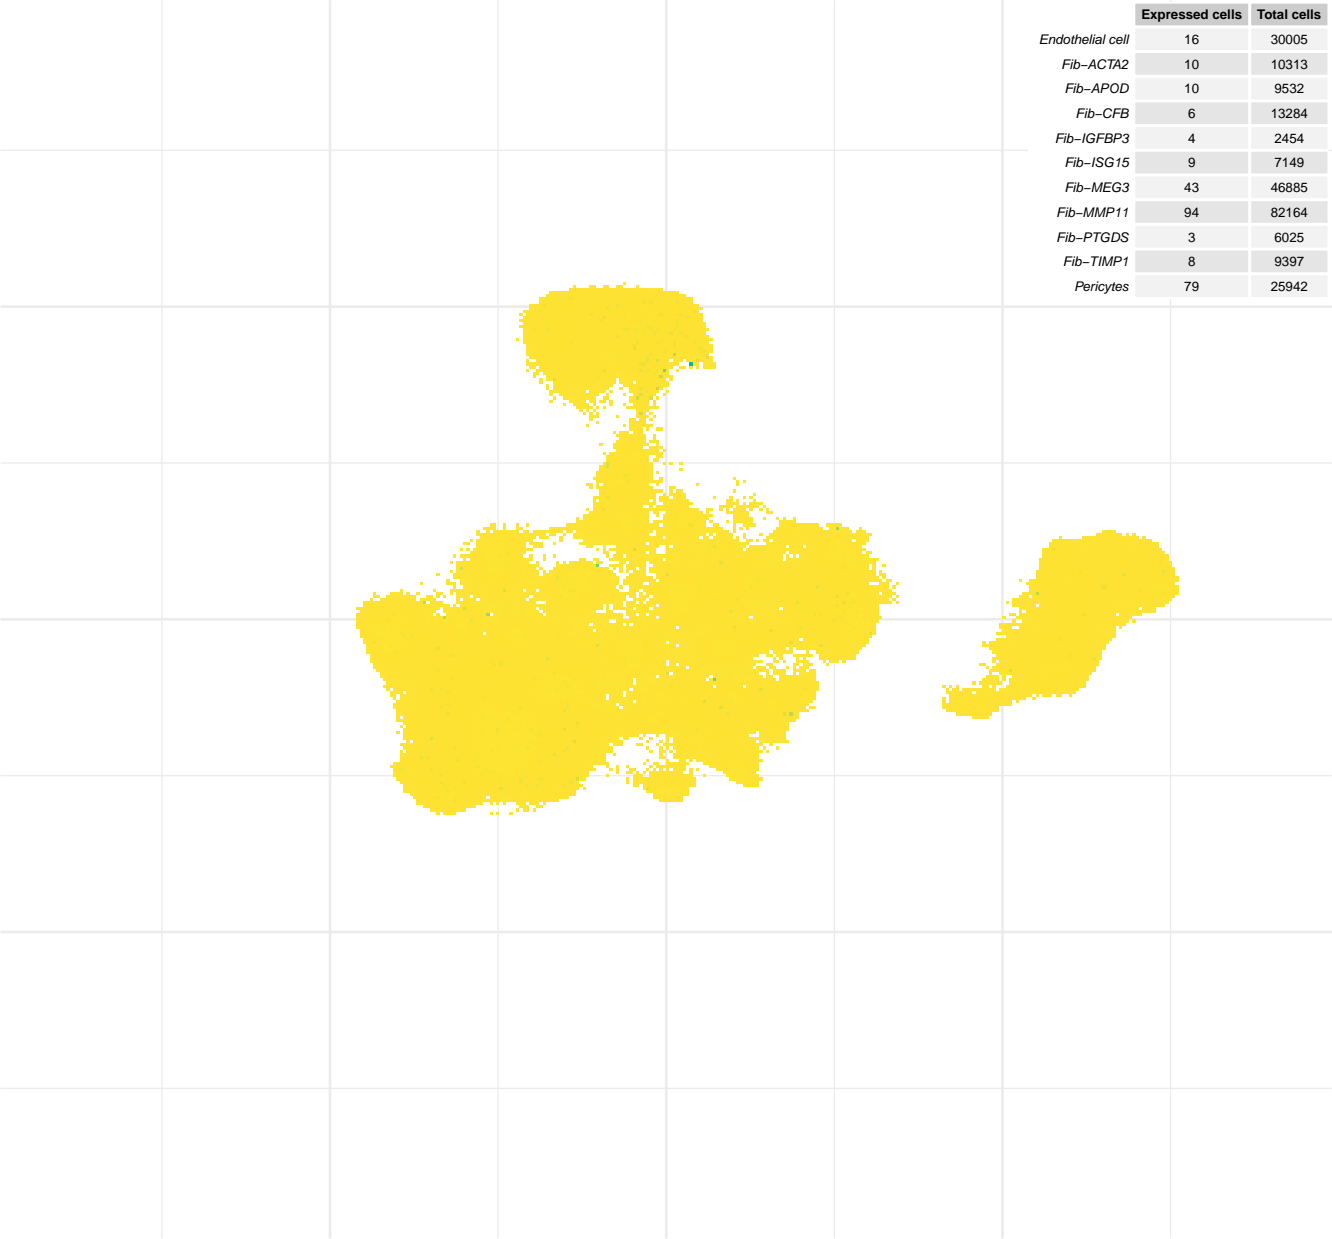 Expressed cells Total cells
Endothelial cell 16 30005
Fib−ACTA2 10 10313
Fib−APOD 10 9532
Fib−CFB 6 13284
Fib−IGFBP3 4 2454
Fib−ISG15 9 7149
Fib−MEG3 43 46885
Fib−MMP11 94 82164
Fib−PTGDS 3 6025
Fib−TIMP1 8 9397
Pericytes 79 25942